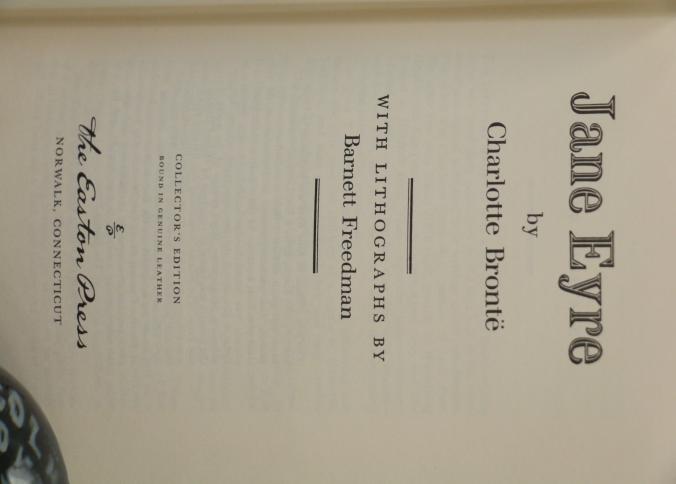 Jane Eyre
by
Charlotte Brontë
WITH LITHOGRAPHS BY
Barnett Freedman
COLLECTOR'S EDITION
BOUND IN GENUINE LEATHER
EP
The Easton Press
NORWALK, CONNECTICUT